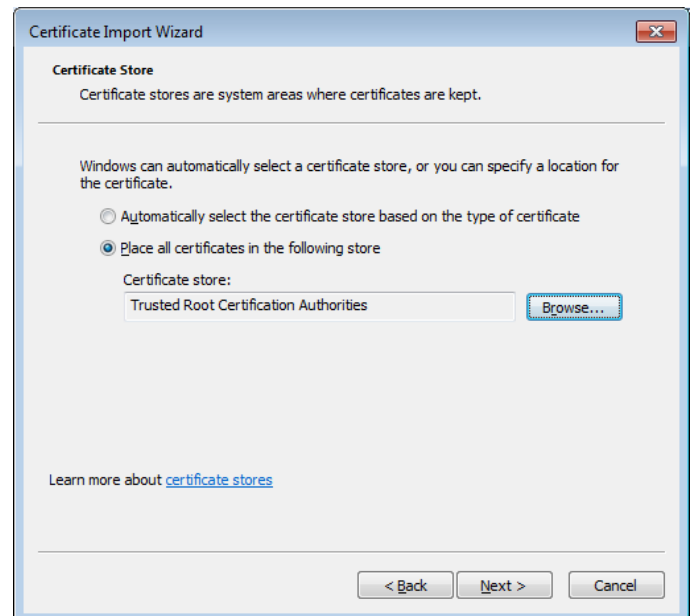 Certificate Import Wizard
Certificate Store
Certificate stores are system areas where certificates are kept.
Windows can automatically select a certificate store, or you can specify a location for
the certificate.
Automatically select the certificate store based on the type of certificate
Place all certificates in the following store
Certificate store:
Trusted Root Certification Authorities
Browse...
Learn more about certificate stores
< Back
Next >
Cancel